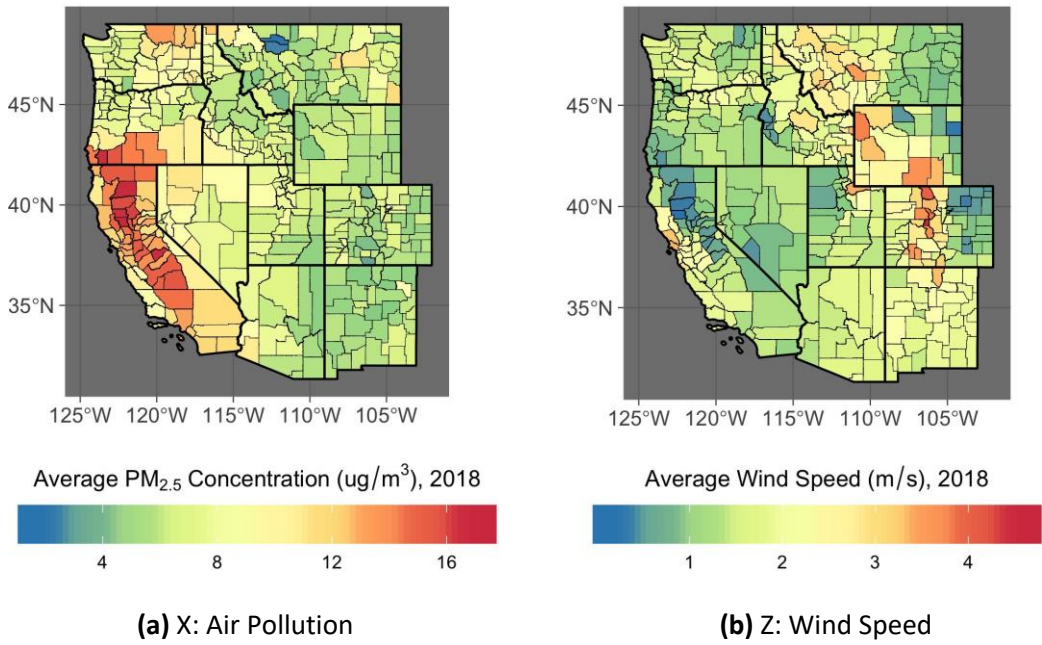 45°N
40°N
35°N
125°W 120°W 115°W 110°W 105°W
Average PM₂.₅ Concentration (ug/m³), 2018
4 8 12 16
(a) X: Air Pollution
45°N
40°N
35°N
125°W 120°W 115°W 110°W 105°W
Average Wind Speed (m/s), 2018
1 2 3 4
(b) Z: Wind Speed